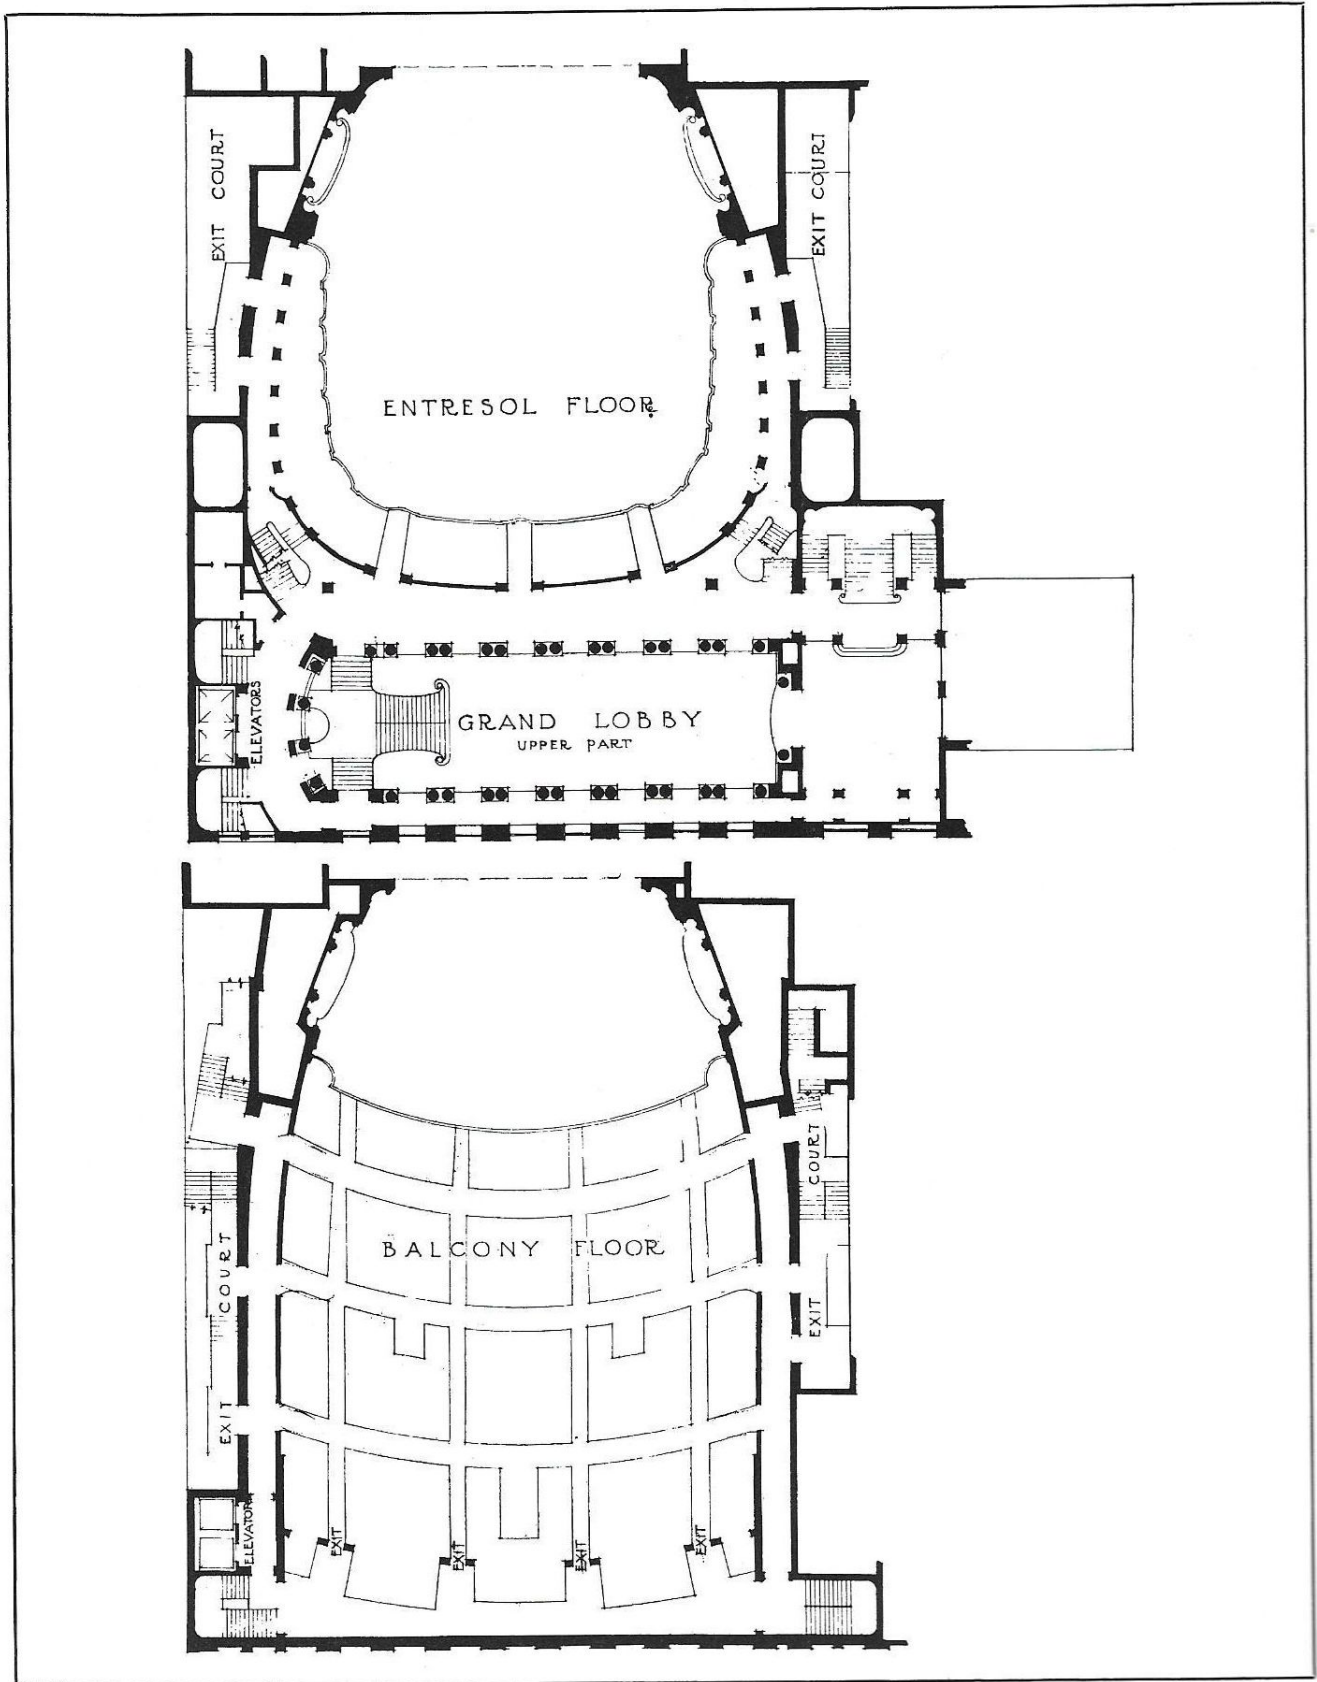 EXIT COURT
EXIT COURT
ENTRESOL FLOOR
ELEVATORS
GRAND LOBBY
UPPER PART
COURT
BALCONY FLOOR
EXIT COURT
EXIT
ELEVATOR
EXIT
EXIT
EXIT
EXIT